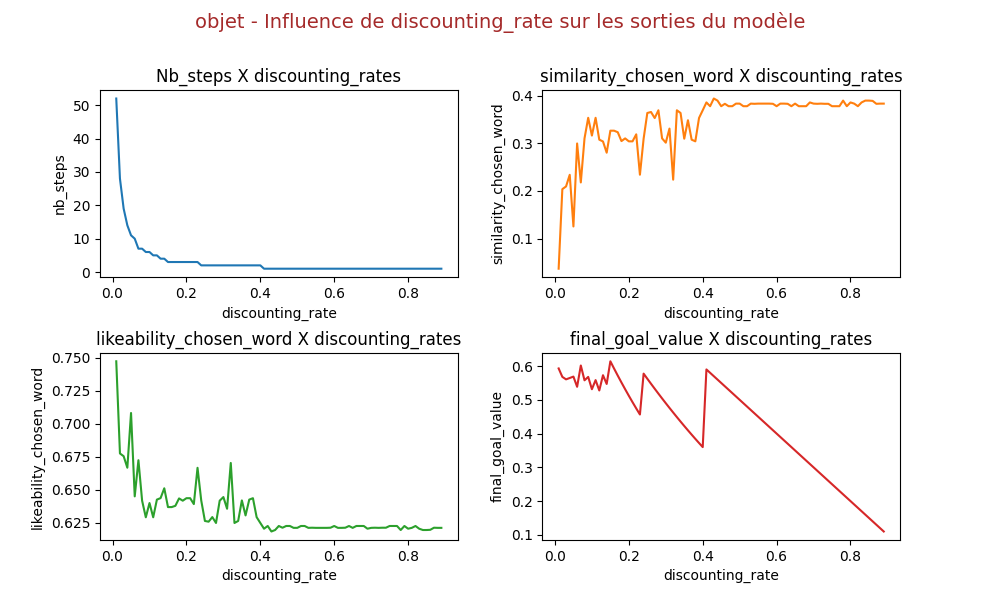 objet - Influence de discounting_rate sur les sorties du modèle
Nb_steps X discounting_rates
nb_steps
50
40
30
20
10
0
0.0 0.2 0.4 0.6 0.8
discounting_rate
similarity_chosen_word X discounting_rates
similarity_chosen_word
0.4
0.3
0.2
0.1
0.0 0.2 0.4 0.6 0.8
discounting_rate
likeability_chosen_word X discounting_rates
likeability_chosen_word
0.750
0.725
0.700
0.675
0.650
0.625
0.0 0.2 0.4 0.6 0.8
discounting_rate
final_goal_value X discounting_rates
final_goal_value
0.6
0.5
0.4
0.3
0.2
0.1
0.0 0.2 0.4 0.6 0.8
discounting_rate